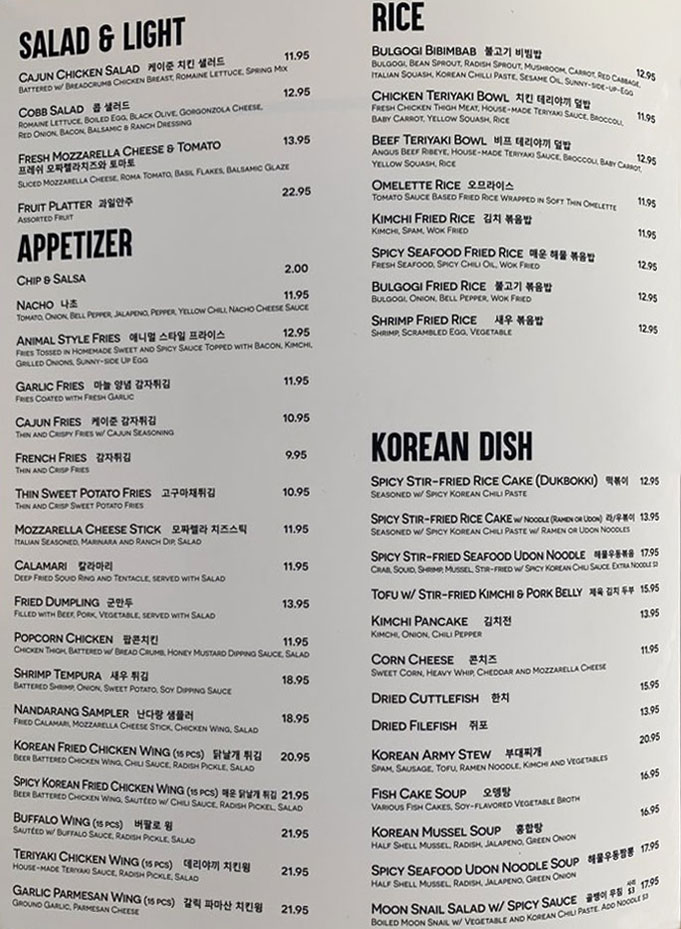 SALAD & LIGHT
CAJUN CHICKEN SALAD 케이준 치킨 샐러드 11.95
BATTERED W/ BREADCRUMB CHICKEN BREAST, ROMAINE LETTUCE, SPRING MIX
COBB SALAD 콥 샐러드 12.95
ROMAINE LETTUCE, BOILED EGG, BLACK OLIVE, GORGONZOLA CHEESE,
RED ONION, BACON, BALSAMIC & RANCH DRESSING
FRESH MOZZARELLA CHEESE & TOMATO 13.95
프레쉬 모짜렐라치즈와 토마토
SLICED MOZZARELLA CHEESE, ROMA TOMATO, BASIL FLAKES, BALSAMIC GLAZE
FRUIT PLATTER 과일안주 22.95
ASSORTED FRUIT
APPETIZER
CHIP & SALSA 2.00
NACHO 나초 11.95
TOMATO, ONION, BELL PEPPER, JALAPENO, PEPPER, YELLOW CHILI, NACHO CHEESE SAUCE
ANIMAL STYLE FRIES 애니멀 스타일 프라이스 12.95
FRIES TOSSED IN HOMEMADE SWEET AND SPICY SAUCE TOPPED WITH BACON, KIMCHI,
GRILLED ONIONS, SUNNY-SIDE UP EGG
GARLIC FRIES 마늘 양념 감자튀김 11.95
FRIES COATED WITH FRESH GARLIC
CAJUN FRIES 케이준 감자튀김 10.95
THIN AND CRISPY FRIES W/ CAJUN SEASONING
FRENCH FRIES 감자튀김 9.95
THIN AND CRISP FRIES
THIN SWEET POTATO FRIES 고구마채튀김 10.95
THIN AND CRISP SWEET POTATO FRIES
MOZZARELLA CHEESE STICK 모짜렐라 치즈스틱 11.95
ITALIAN SEASONED, MARINARA AND RANCH DIP, SALAD
CALAMARI 칼라마리 11.95
DEEP FRIED SQUID RING AND TENTACLE, SERVED WITH SALAD
FRIED DUMPLING 군만두 13.95
FILLED WITH BEEF, PORK, VEGETABLE, SERVED WITH SALAD
POPCORN CHICKEN 팝콘치킨 11.95
CHICKEN THIGH, BATTERED W/ BREAD CRUMB, HONEY MUSTARD DIPPING SAUCE, SALAD
SHRIMP TEMPURA 새우 튀김 18.95
BATTERED SHRIMP, ONION, SWEET POTATO, SOY DIPPING SAUCE
NANDARANG SAMPLER 난다랑 샘플러 18.95
FRIED CALAMARI, MOZZARELLA CHEESE STICK, CHICKEN WING, SALAD
KOREAN FRIED CHICKEN WING (15 PCS) 닭날개 튀김 20.95
BEER BATTERED CHICKEN WING, CHILI SAUCE, RADISH PICKLE, SALAD
SPICY KOREAN FRIED CHICKEN WING (15 PCS) 매운 닭날개 튀김 21.95
BEER BATTERED CHICKEN WING, SAUTÉED W/ CHILI SAUCE, RADISH PICKEL, SALAD
BUFFALO WING (15 PCS) 버팔로 윙 21.95
SAUTÉED W/ BUFFALO SAUCE, RADISH PICKLE, SALAD
TERIYAKI CHICKEN WING (15 PCS) 데리야끼 치킨윙 21.95
HOUSE-MADE TERIYAKI SAUCE, RADISH PICKLE, SALAD
GARLIC PARMESAN WING (15 PCS) 갈릭 파마산 치킨윙 21.95
GROUND GARLIC, PARMESAN CHEESE
RICE
BULGOGI BIBIMBAB 불고기 비빔밥
BULGOGI, BEAN SPROUT, RADISH SPROUT, MUSHROOM, CARROT, RED CABBAGE, 12.95
ITALIAN SQUASH, KOREAN CHILLI PASTE, SESAME OIL, SUNNY-SIDE-UP-EGG
CHICKEN TERIYAKI BOWL 치킨 테리야끼 덮밥
FRESH CHICKEN THIGH MEAT, HOUSE-MADE TERIYAKI SAUCE, BROCCOLI, 11.95
BABY CARROT, YELLOW SQUASH, RICE
BEEF TERIYAKI BOWL 비프 테리야끼 덮밥 12.95
ANGUS BEEF RIBEYE, HOUSE-MADE TERIYAKI SAUCE, BROCCOLI, BABY CARROT,
YELLOW SQUASH, RICE
OMELETTE RICE 오므라이스 11.95
TOMATO SAUCE BASED FRIED RICE WRAPPED IN SOFT THIN OMELETTE
KIMCHI FRIED RICE 김치 볶음밥 11.95
KIMCHI, SPAM, WOK FRIED
SPICY SEAFOOD FRIED RICE 매운 해물 볶음밥 12.95
FRESH SEAFOOD, SPICY CHILI OIL, WOK FRIED
BULGOGI FRIED RICE 불고기 볶음밥 12.95
BULGOGI, ONION, BELL PEPPER, WOK FRIED
SHRIMP FRIED RICE 새우 볶음밥 12.95
SHRIMP, SCRAMBLED EGG, VEGETABLE
KOREAN DISH
SPICY STIR-FRIED RICE CAKE (DUKBOKKI) 떡볶이 12.95
SEASONED W/ SPICY KOREAN CHILI PASTE
SPICY STIR-FRIED RICE CAKE W/ NOODLE (RAMEN OR UDON) 라/우볶이 13.95
SEASONED W/ SPICY KOREAN CHILI PASTE W/ RAMEN OR UDON NOODLES
SPICY STIR-FRIED SEAFOOD UDON NOODLE 해물우동볶음 17.95
CRAB, SQUID, SHRIMP, MUSSEL, STIR-FRIED W/ SPICY KOREAN CHILI SAUCE. EXTRA NOODLE $3
TOFU W/ STIR-FRIED KIMCHI & PORK BELLY 제육 김치 두부 15.95
KIMCHI PANCAKE 김치전 13.95
KIMCHI, ONION, CHILI PEPPER
CORN CHEESE 콘치즈 11.95
SWEET CORN, HEAVY WHIP, CHEDDAR AND MOZZARELLA CHEESE
DRIED CUTTLEFISH 한치 15.95
DRIED FILEFISH 쥐포 13.95
KOREAN ARMY STEW 부대찌개 20.95
SPAM, SAUSAGE, TOFU, RAMEN NOODLE, KIMCHI AND VEGETABLES
FISH CAKE SOUP 오뎅탕 16.95
VARIOUS FISH CAKES, SOY-FLAVORED VEGETABLE BROTH
KOREAN MUSSEL SOUP 홍합탕 16.95
HALF SHELL MUSSEL, RADISH, JALAPENO, GREEN ONION
SPICY SEAFOOD UDON NOODLE SOUP 해물우동짬뽕 17.95
HALF SHELL MUSSEL, RADISH, JALAPENO, GREEN ONION
MOON SNAIL SALAD W/ SPICY SAUCE 골뱅이 무침 사리 $3 17.95
BOILED MOON SNAIL W/ VEGETABLE AND KOREAN CHILI PASTE. ADD NOODLE $3